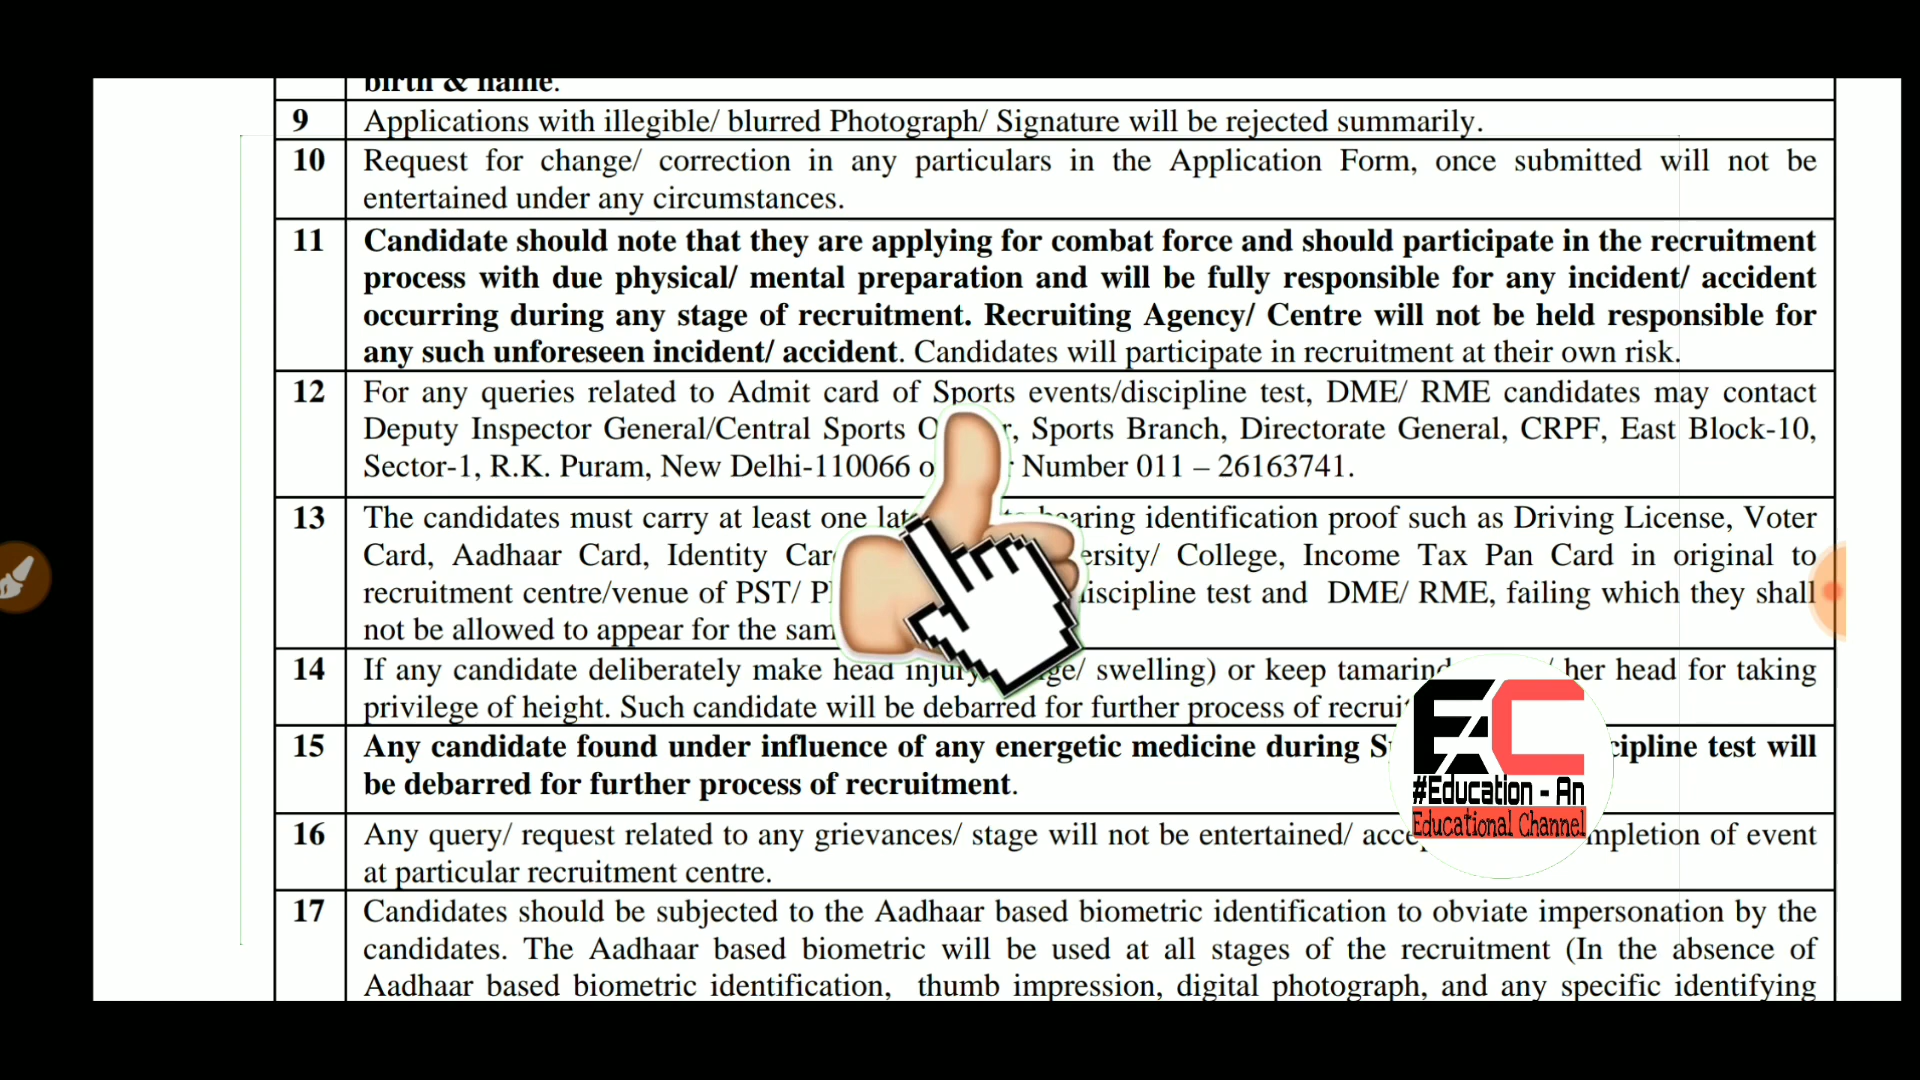 birth & name.
9 Applications with illegible/ blurred Photograph/ Signature will be rejected summarily.
10 Request for change/ correction in any particulars in the Application Form, once submitted will not be
entertained under any circumstances.
11 Candidate should note that they are applying for combat force and should participate in the recruitment
process with due physical/ mental preparation and will be fully responsible for any incident/ accident
occurring during any stage of recruitment. Recruiting Agency/ Centre will not be held responsible for
any such unforeseen incident/ accident. Candidates will participate in recruitment at their own risk.
12 For any queries related to Admit card of Sports events/discipline test, DME/ RME candidates may contact
Deputy Inspector General/Central Sports Sports Branch, Directorate General, CRPF, East Block-10,
Sector-1, R.K. Puram, New Delhi-110066 Number 011 – 26163741.
13 The candidates must carry at least one bearing identification proof such as Driving License, Voter
Card, Aadhaar Card, Identity College, Income Tax Pan Card in original to
recruitment centre/venue of PST/ discipline test and DME/ RME, failing which they shall
not be allowed to appear for the
14 If any candidate deliberately make head injury swelling) or keep tamarind her head for taking
privilege of height. Such candidate will be debarred for further process of
15 Any candidate found under influence of any energetic medicine during test will
be debarred for further process of recruitment.
16 Any query/ request related to any grievances/ stage will not be entertained/ completion of event
at particular recruitment centre.
17 Candidates should be subjected to the Aadhaar based biometric identification to obviate impersonation by the
candidates. The Aadhaar based biometric will be used at all stages of the recruitment (In the absence of
Aadhaar based biometric identification, thumb impression, digital photograph, and any specific identifying
EAC
#Education - An
Educational Channel